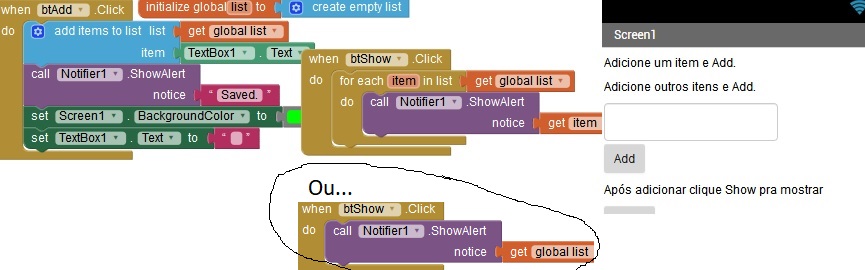 when btAdd .Click
do add items to list list get global list
item TextBox1 . Text
call Notifier1 .ShowAlert
notice " Saved. "
set Screen1 . BackgroundColor to
set TextBox1 . Text to " "
initialize global list to create empty list
when btShow .Click
do for each item in list get global list
do call Notifier1 .ShowAlert
notice get item
Ou...
when btShow .Click
do call Notifier1 .ShowAlert
notice get global list
Screen1
Adicione um item e Add.
Adicione outros itens e Add.
Add
Após adicionar clique Show pra mostrar